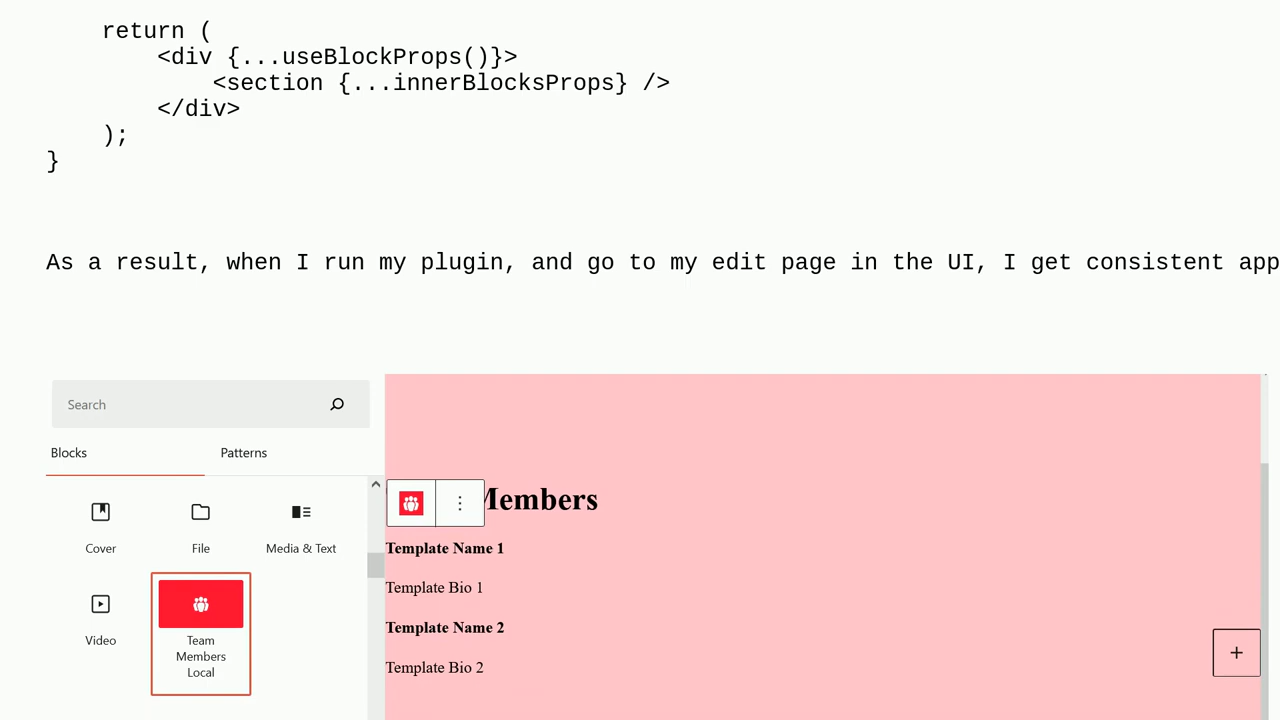 return (
<div {...useBlockProps()}>
<section {...innerBlocksProps} />
</div>
);
}
As a result, when I run my plugin, and go to my edit page in the UI, I get consistent app
Search
Blocks
Patterns
Members
Cover
File
Media & Text
Template Name 1
Template Bio 1
Template Name 2
Video
Team
Members
Local
Template Bio 2